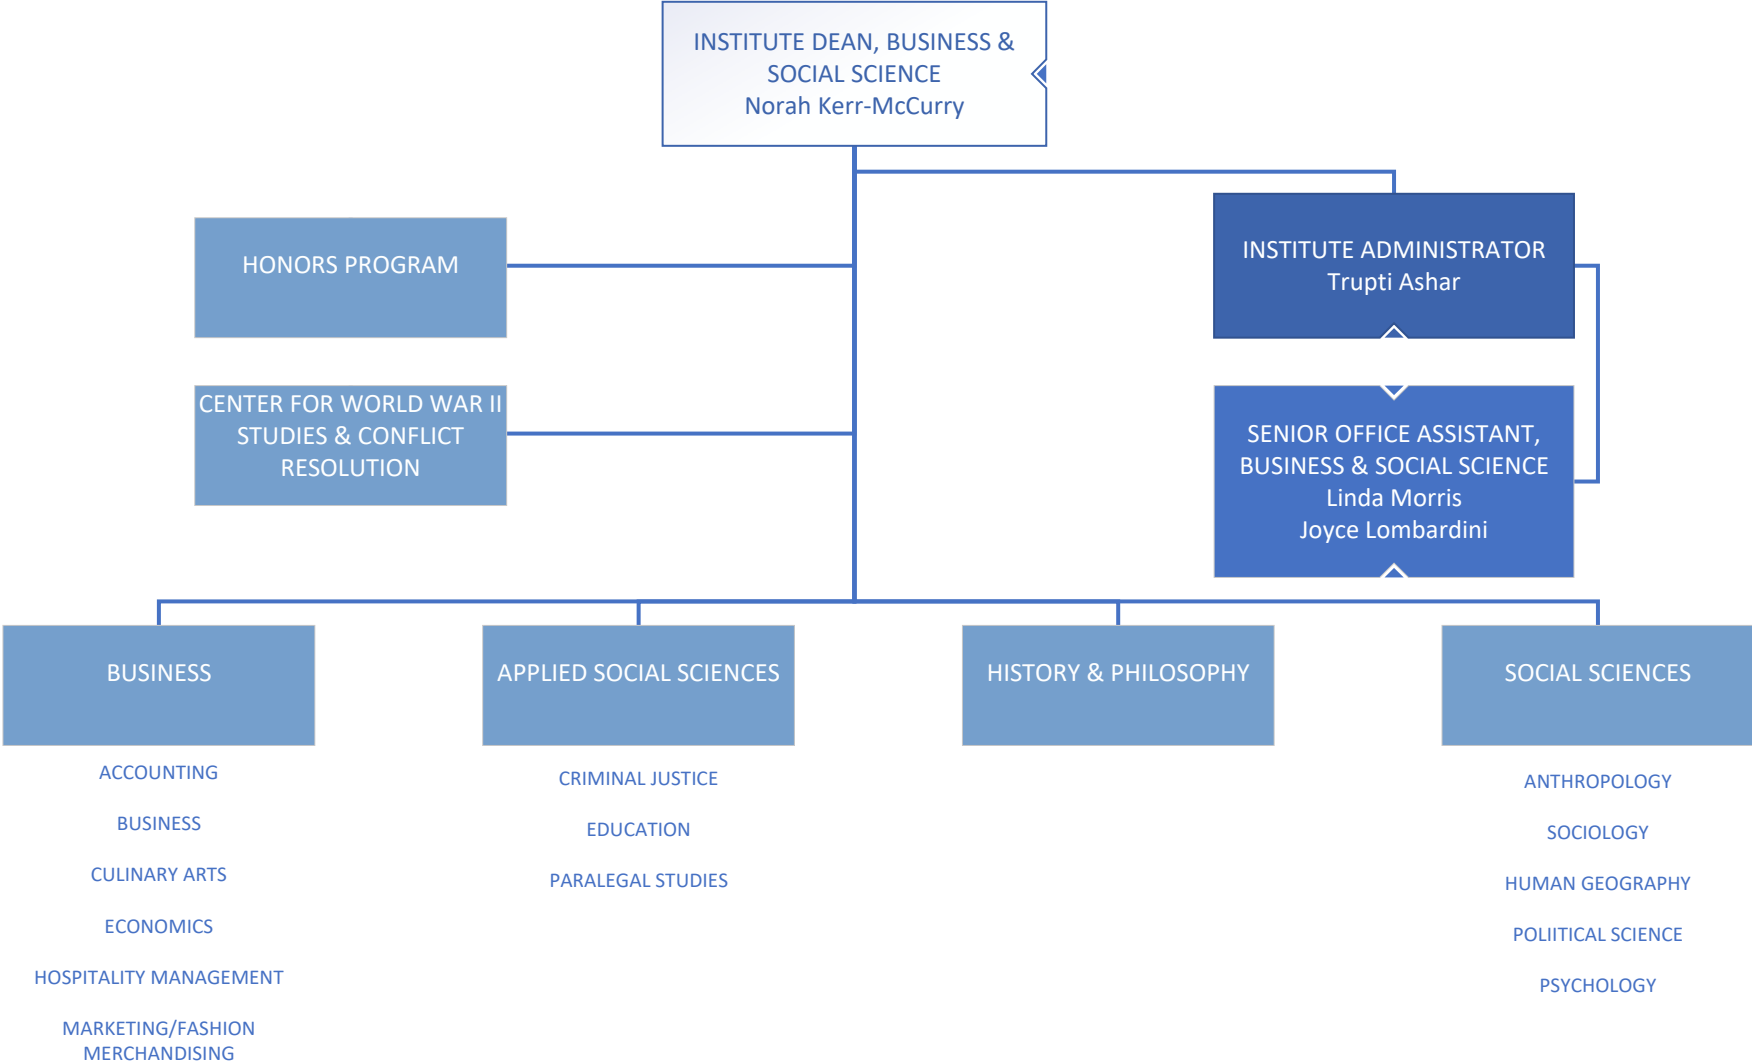 INSTITUTE DEAN, BUSINESS &
SOCIAL SCIENCE
Norah Kerr-McCurry
HONORS PROGRAM
INSTITUTE ADMINISTRATOR
Trupti Ashar
CENTER FOR WORLD WAR II
STUDIES & CONFLICT
RESOLUTION
SENIOR OFFICE ASSISTANT,
BUSINESS & SOCIAL SCIENCE
Linda Morris
Joyce Lombardini
BUSINESS
ACCOUNTING
BUSINESS
CULINARY ARTS
ECONOMICS
HOSPITALITY MANAGEMENT
MARKETING/FASHION
MERCHANDISING
APPLIED SOCIAL SCIENCES
CRIMINAL JUSTICE
EDUCATION
PARALEGAL STUDIES
HISTORY & PHILOSOPHY
SOCIAL SCIENCES
ANTHROPOLOGY
SOCIOLOGY
HUMAN GEOGRAPHY
POLIITICAL SCIENCE
PSYCHOLOGY